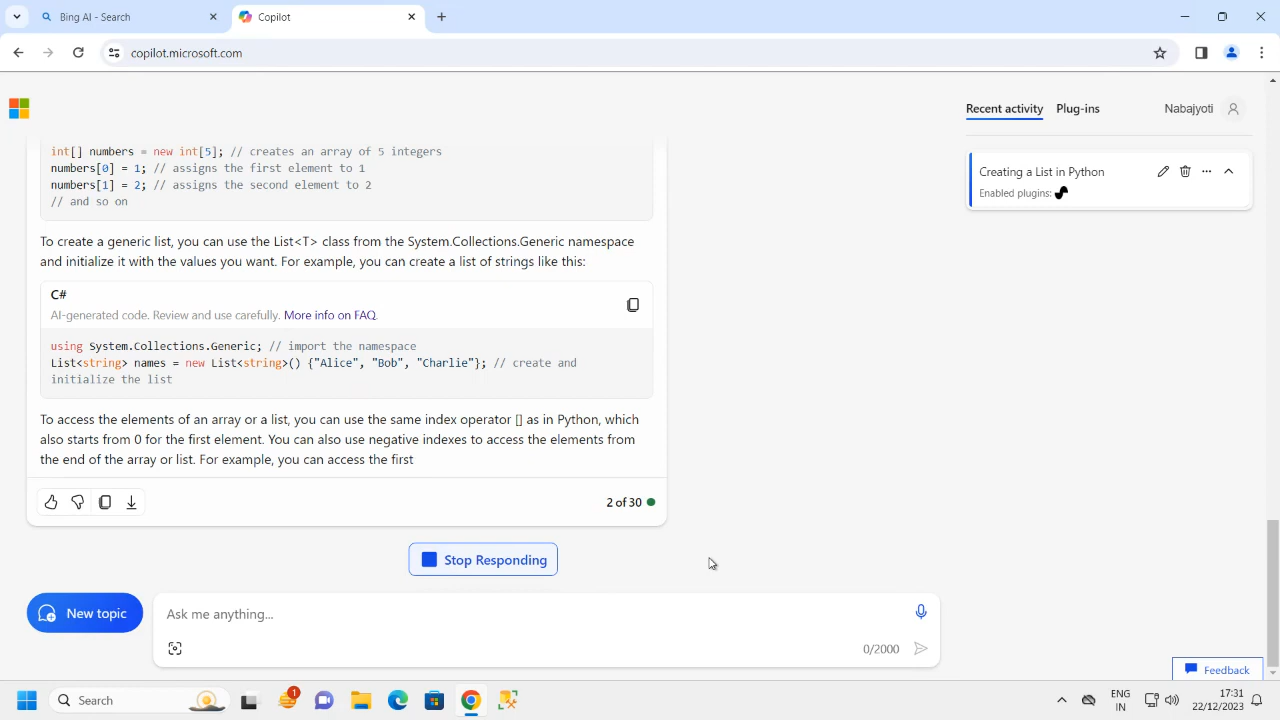 Bing AI - Search
Copilot
copilot.microsoft.com
Recent activity Plug-ins Nabajyoti
Creating a List in Python
Enabled plugins:
int[] numbers = new int[5]; // creates an array of 5 integers
numbers[0] = 1; // assigns the first element to 1
numbers[1] = 2; // assigns the second element to 2
// and so on
To create a generic list, you can use the List<T> class from the System.Collections.Generic namespace
and initialize it with the values you want. For example, you can create a list of strings like this:
C#
AI-generated code. Review and use carefully. More info on FAQ.
using System.Collections.Generic; // import the namespace
List<string> names = new List<string>() {"Alice", "Bob", "Charlie"}; // create and
initialize the list
To access the elements of an array or a list, you can use the same index operator [] as in Python, which
also starts from 0 for the first element. You can also use negative indexes to access the elements from
the end of the array or list. For example, you can access the first
2 of 30
Stop Responding
New topic
Ask me anything...
0/2000
Feedback
Search
1
ENG
IN
17:31
22/12/2023